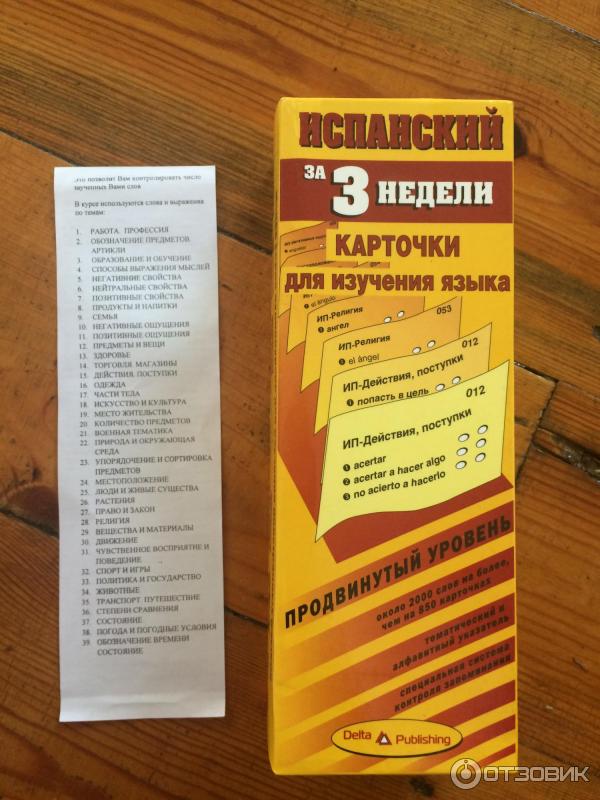 Это позволит Вам контролировать число
выученных Вами слов
В курсе используются слова и выражения
по темам:
1. РАБОТА. ПРОФЕССИЯ
2. ОБОЗНАЧЕНИЕ ПРЕДМЕТОВ.
АРТИКЛИ
3. ОБРАЗОВАНИЕ И ОБУЧЕНИЕ
4. СПОСОБЫ ВЫРАЖЕНИЯ МЫСЛЕЙ
5. НЕГАТИВНИЕ СВОЙСТВА
6. НЕЙТРАЛЬНЫЕ СВОЙСТВА
7. ПОЗИТИВНЫЕ СВОЙСТВА
8. ПРОДУКТЫ И НАПИТКИ
9. СЕМЬЯ
10. НЕГАТИВНЫЕ ОЩУЩЕНИЯ
11. ПОЗИТИВНЫЕ ОЩУЩЕНИЯ
12. ПРЕДМЕТЫ И ВЕЩИ
13. ЗДОРОВЬЕ
14. ТОРГОВЛЯ. МАГАЗИНЫ
15. ДЕЙСТВИЯ, ПОСТУПКИ
16. ОДЕЖДА
17. ЧАСТИ ТЕЛА
18. ИСКУССТВО И КУЛЬТУРА
19. МЕСТО ЖИТЕЛЬСТВА
20. КОЛИЧЕСТВО ПРЕДМЕТОВ
21. ВОЕННАЯ ТЕМАТИКА
22. ПРИРОДА И ОКРУЖАЮЩАЯ
СРЕДА
23. УПОРЯДОЧЕНИЕ И СОРТИРОВКА
ПРЕДМЕТОВ
24. МЕСТОПОЛОЖЕНИЕ
25. ЛЮДИ И ЖИВЫЕ СУЩЕСТВА
26. РАСТЕНИЯ
27. ПРАВО И ЗАКОН
28. РЕЛИГИЯ
29. ВЕЩЕСТВА И МАТЕРИАЛЫ
30. ДВИЖЕНИЕ
31. ЧУВСТВЕННОЕ ВОСПРИЯТИЕ И
ПОВЕДЕНИЕ
32. СПОРТ И ИГРЫ
33. ПОЛИТИКА И ГОСУДАРСТВО
34. ЖИВОТНЫЕ
35. ТРАНСПОРТ. ПУТЕШЕСТВИЕ
36. СТЕПЕНИ СРАВНЕНИЯ
37. СОСТОЯНИЕ
38. ПОГОДА И ПОГОДНЫЕ УСЛОВИЯ
39. ОБОЗНАЧЕНИЕ ВРЕМЕНИ
СОСТОЯНИЕ
ИСПАНСКИЙ
ЗА 3 НЕДЕЛИ
КАРТОЧКИ
для изучения языка
el ángulo
ИП-Религия
1 ангел
053
ИП-Религия
1 el ángel
012
ИП-Действия, поступки
1 попасть в цель
012
ИП-Действия, поступки
1 acertar
2 acertar a hacer algo
3 no acierto a hacerlo
ПРОДВИНУТЫЙ УРОВЕНЬ
около 2000 слов на более,
чем на 850 карточках
тематический и
алфавитный указатель
специальная система
контроля запоминания
Delta Publishing
ОТЗОВИК